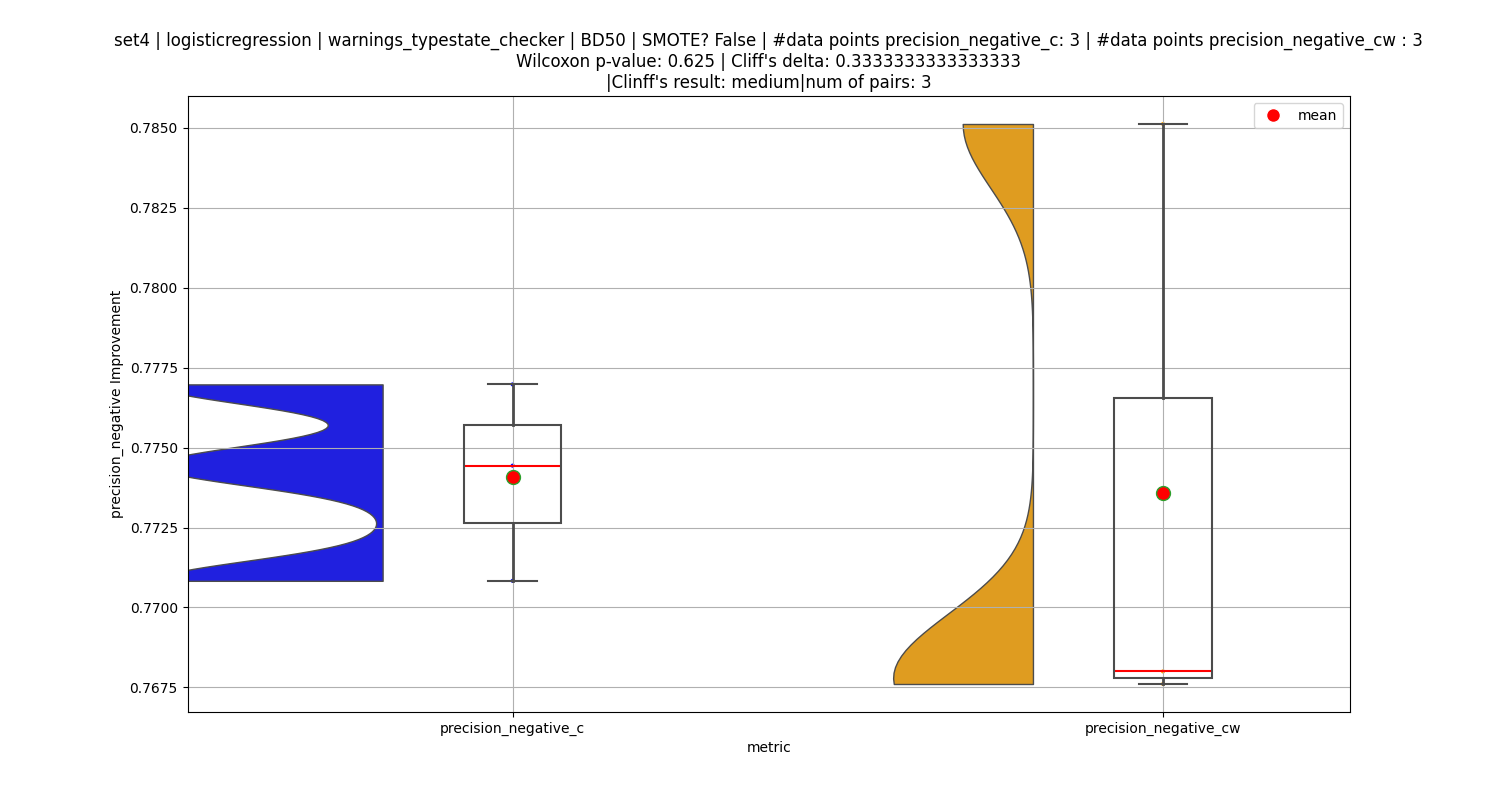 set4 | logisticregression | warnings_typestate_checker | BD50 | SMOTE? False | #data points precision_negative_c: 3 | #data points precision_negative_cw : 3
Wilcoxon p-value: 0.625 | Cliff's delta: 0.3333333333333333
|Clinff's result: medium|num of pairs: 3
mean
0.7850
0.7825
0.7800
0.7775
0.7750
0.7725
0.7700
0.7675
precision_negative Improvement
precision_negative_c
precision_negative_cw
metric